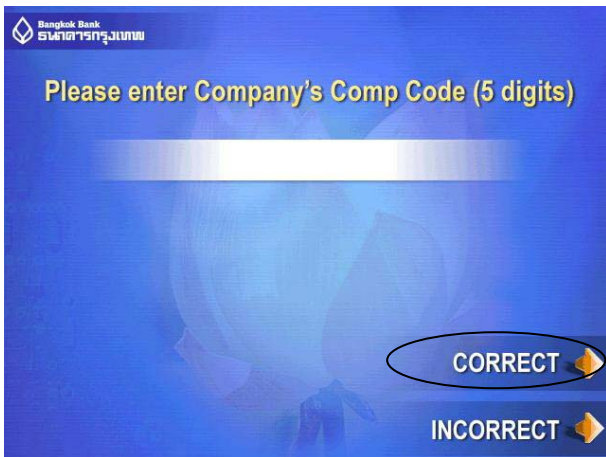 Bangkok Bank
ธนาคารกรุงเทพ
Please enter Company's Comp Code (5 digits)
CORRECT
INCORRECT